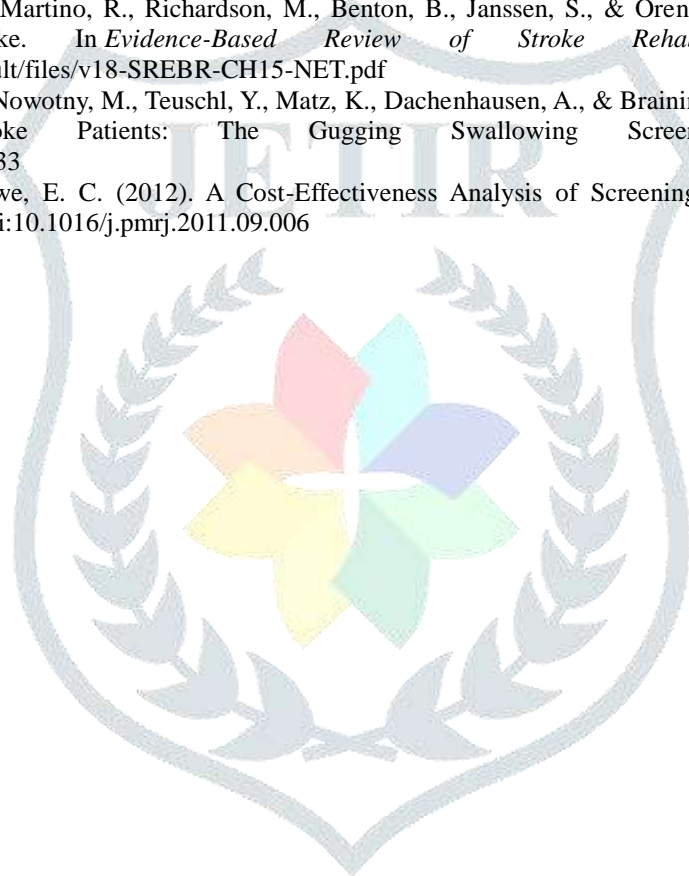 Martino, R., Richardson, M., Benton, B., Janssen, S., & Oren
ke. In Evidence-Based Review of Stroke Reha
ult/files/v18-SREBR-CH15-NET.pdf
Nowotny, M., Teuschl, Y., Matz, K., Dachenhausen, A., & Braini
oke Patients: The Gugging Swallowing Screen
33
we, E. C. (2012). A Cost-Effectiveness Analysis of Screening
i:10.1016/j.pmrj.2011.09.006
JETIR